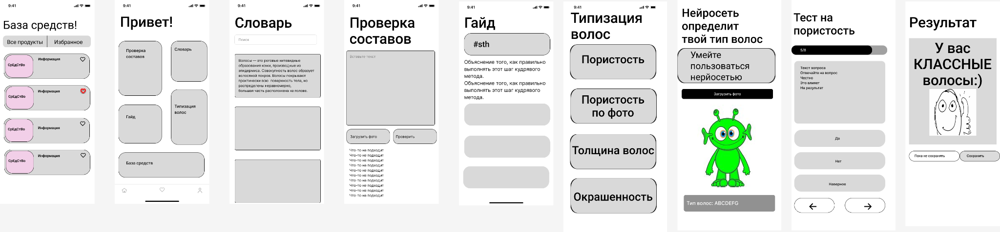 9:41
База средств!
Все продукты
Избранное
СрЕдСтВо
Информация
СрЕдСтВо
Информация
СрЕдСтВо
Информация
СрЕдСтВо
Информация
9:41
Привет!
Проверка
составов
Словарь
Гайд
Типизация
волос
База средств
9:41
Словарь
Поиск
Волосы — это роговые нитевидные
образования кожи, производные из
эпидермиса. Совокупность волос образует
волосяной покров. Волосы покрывают
практически всю поверхность тела, но
распределены неравномерно,
большая часть расположена на голове.
9:41
Проверка
составов
Вставьте текст
Загрузить фото
Проверить
Что-то не подходит
Что-то не подходит
Что-то не подходит
Что-то не подходит
Что-то не подходит
Что-то не подходит
Что-то не подходит
Что-то не подходит
Что-то не подходит
Что-то не подходит
9:41
Гайд
#sth
Объяснение того, как правильно
выполнять этот шаг кудрявого
метода.
Объяснение того, как правильно
выполнять этот шаг кудрявого
метода.
9:41
Типизация
волос
Пористость
Пористость
по фото
Толщина волос
Окрашенность
Нейросеть
определит
твой тип волос
Умейте
пользоваться
нерйосетью
Загрузить фото
Тип волос: ABCDEFG
Тест на
пористость
5/6
Текст вопроса
Отвечайте на вопрос
Честно
Это влияет
На результат
Да
Нет
Наверное
Результат
У вас
КЛАССНЫЕ
волосы:)
Пока не сохранять
Сохранить